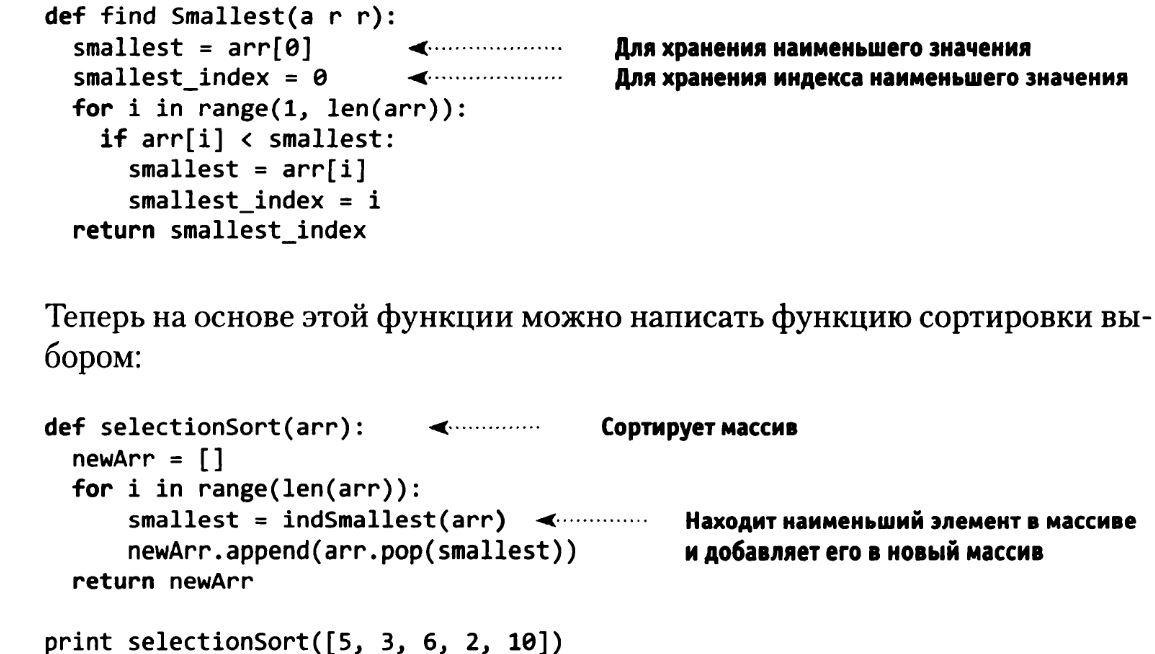 def find Smallest(a r r):
smallest = arr[0] Для хранения наименьшего значения
smallest_index = 0 Для хранения индекса наименьшего значения
for i in range(1, len(arr)):
if arr[i] < smallest:
smallest = arr[i]
smallest_index = i
return smallest_index
Теперь на основе этой функции можно написать функцию сортировки вы-
бором:
def selectionSort(arr): Сортирует массив
newArr = []
for i in range(len(arr)):
smallest = indSmallest(arr) Находит наименьший элемент в массиве
newArr.append(arr.pop(smallest)) и добавляет его в новый массив
return newArr
print selectionSort([5, 3, 6, 2, 10])